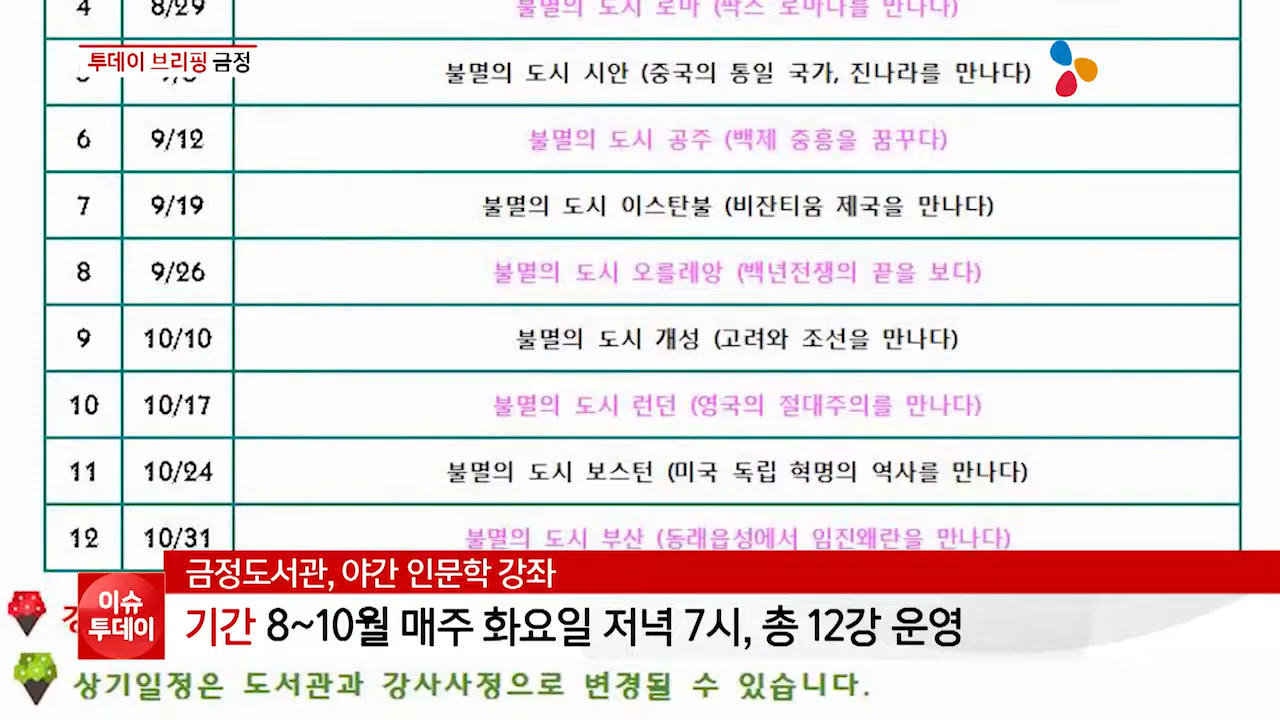 4 8/29 불멸의 도시 로마 (팍스 로마나를 만나다)
투데이 브리핑 금정
불멸의 도시 시안 (중국의 통일 국가, 진나라를 만나다)
6 9/12 불멸의 도시 공주 (백제 중흥을 꿈꾸다)
7 9/19 불멸의 도시 이스탄불 (비잔티움 제국을 만나다)
8 9/26 불멸의 도시 오를레앙 (백년전쟁의 끝을 보다)
9 10/10 불멸의 도시 개성 (고려와 조선을 만나다)
10 10/17 불멸의 도시 런던 (영국의 절대주의를 만나다)
11 10/24 불멸의 도시 보스턴 (미국 독립 혁명의 역사를 만나다)
12 10/31 불멸의 도시 부산 (동래읍성에서 임진왜란을 만나다)
금정도서관, 야간 인문학 강좌
이슈
투데이
기간 8~10월 매주 화요일 저녁 7시, 총 12강 운영
상기일정은 도서관과 강사사정으로 변경될 수 있습니다.